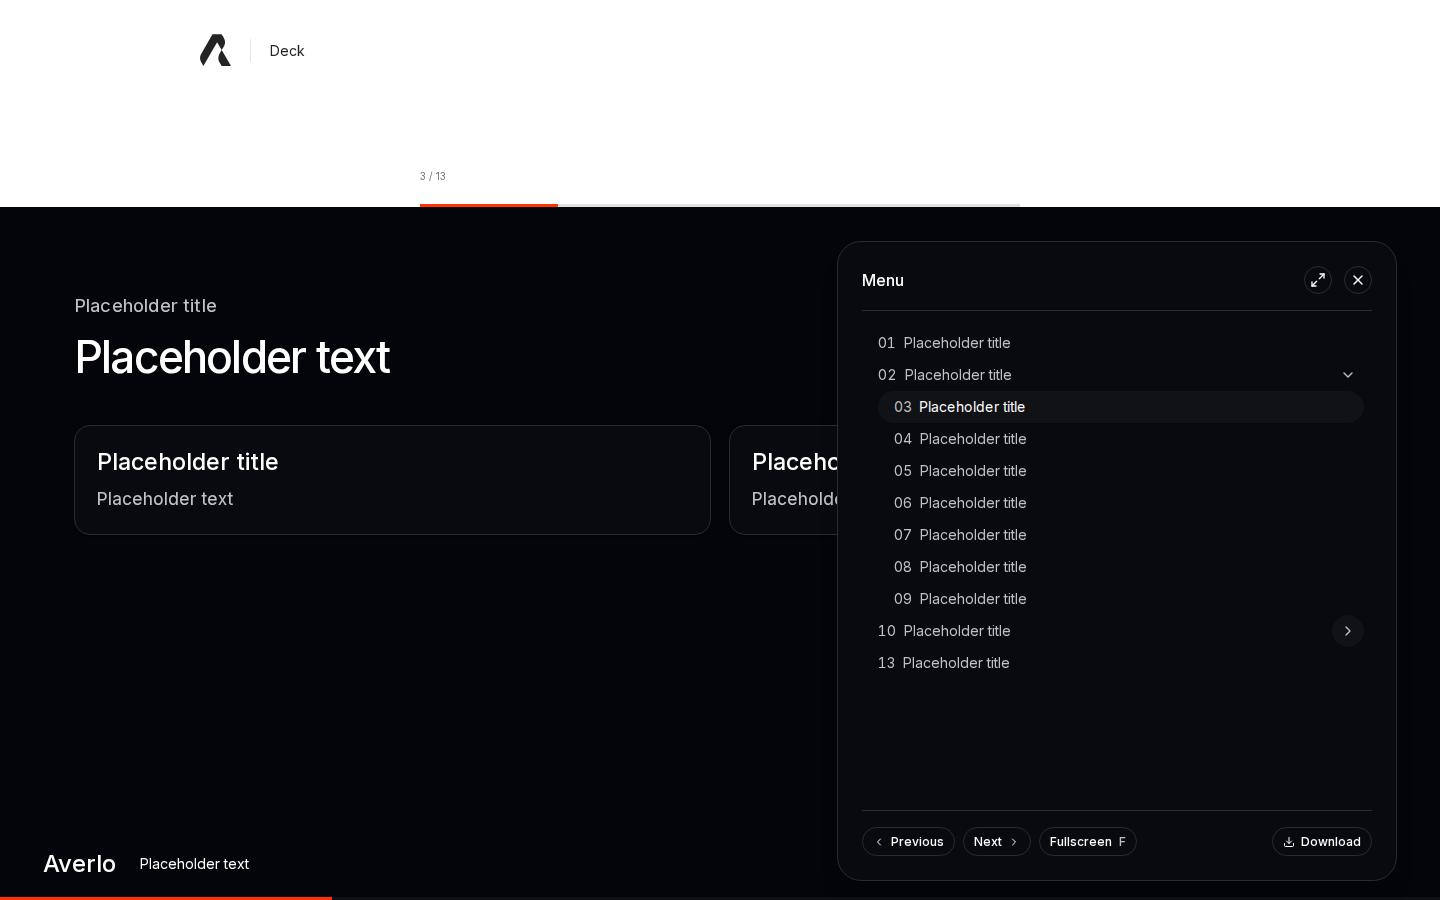 Deck
3 / 13
Placeholder title
Placeholder text
Placeholder title
Placeholder text
Menu
01 Placeholder title
02 Placeholder title
03 Placeholder title
04 Placeholder title
05 Placeholder title
06 Placeholder title
07 Placeholder title
08 Placeholder title
09 Placeholder title
10 Placeholder title
13 Placeholder title
Previous
Next
Fullscreen F
Download
Averlo
Placeholder text